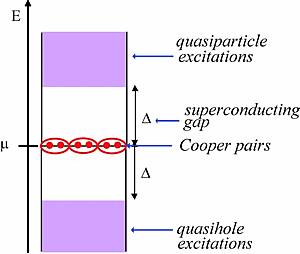 E
quasiparticle
excitations
Δ
superconducting
gap
μ
Cooper pairs
Δ
quasihole
excitations